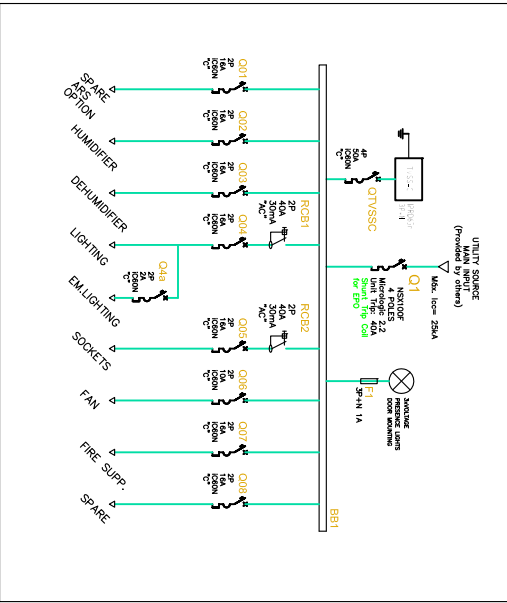 UTILITY SOURCE
MAIN INPUT
(Provided by others)
Max. Icc= 25kA
Q1
NSX100F
4 POLES
Micrologic 2.2
Unit Trip: 40A
Shunt Trip Coil
for EPO
3xVOLTAGE
PRESENCE LIGHTS
DOOR MOUNTING
F1
3P+N 1A
QTVSSC
4P
50A
iC60N
"C"
BB1
Q01
2P
16A
iC60N
"C"
SPARE
ARS
OPTION
Q02
2P
16A
iC60N
"C"
HUMIDIFIER
Q03
2P
16A
iC60N
"C"
DEHUMIDIFIER
RCB1
2P
40A
30mA
"AC"
Q04
2P
16A
iC60N
"C"
LIGHTING
Q4a
2P
2A
iC60N
"C"
EM.LIGHTING
RCB2
2P
40A
30mA
"AC"
Q05
2P
16A
iC60N
"C"
SOCKETS
Q06
2P
10A
iC60N
"C"
FAN
Q07
2P
16A
iC60N
"C"
FIRE SUPP.
Q08
2P
16A
iC60N
"C"
SPARE